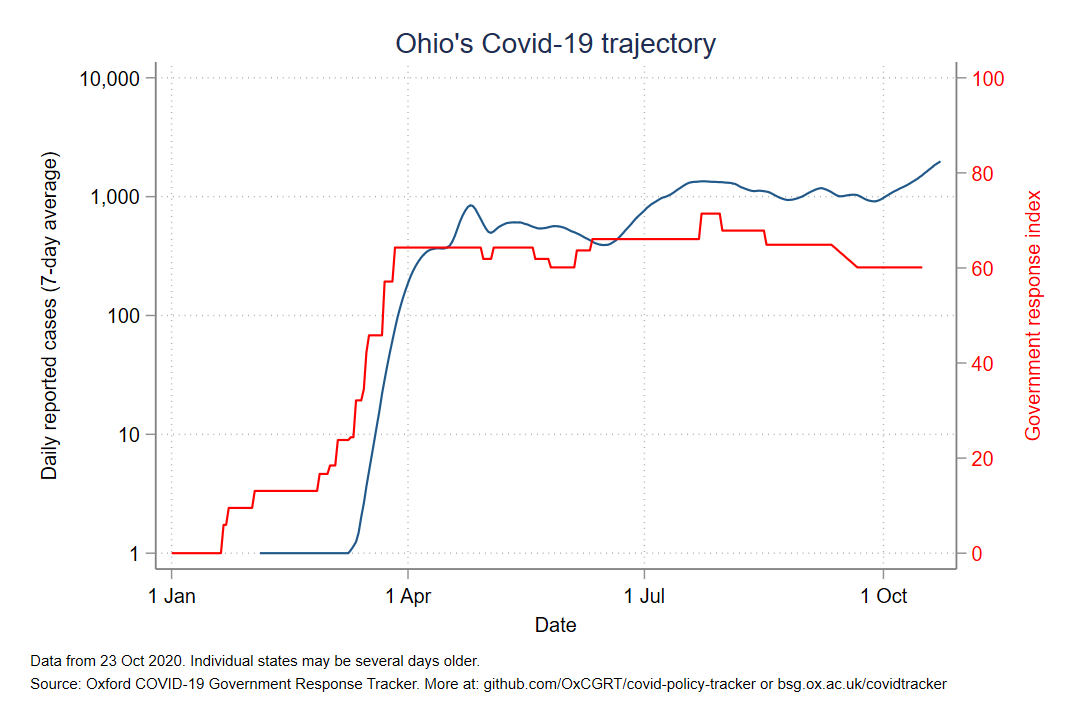 Ohio's Covid-19 trajectory
10,000
1,000
100
10
1
Daily reported cases (7-day average)
100
80
60
40
20
0
Government response index
1 Jan
1 Apr
1 Jul
1 Oct
Date
Data from 23 Oct 2020. Individual states may be several days older.
Source: Oxford COVID-19 Government Response Tracker. More at: github.com/OxCGRT/covid-policy-tracker or bsg.ox.ac.uk/covidtracker